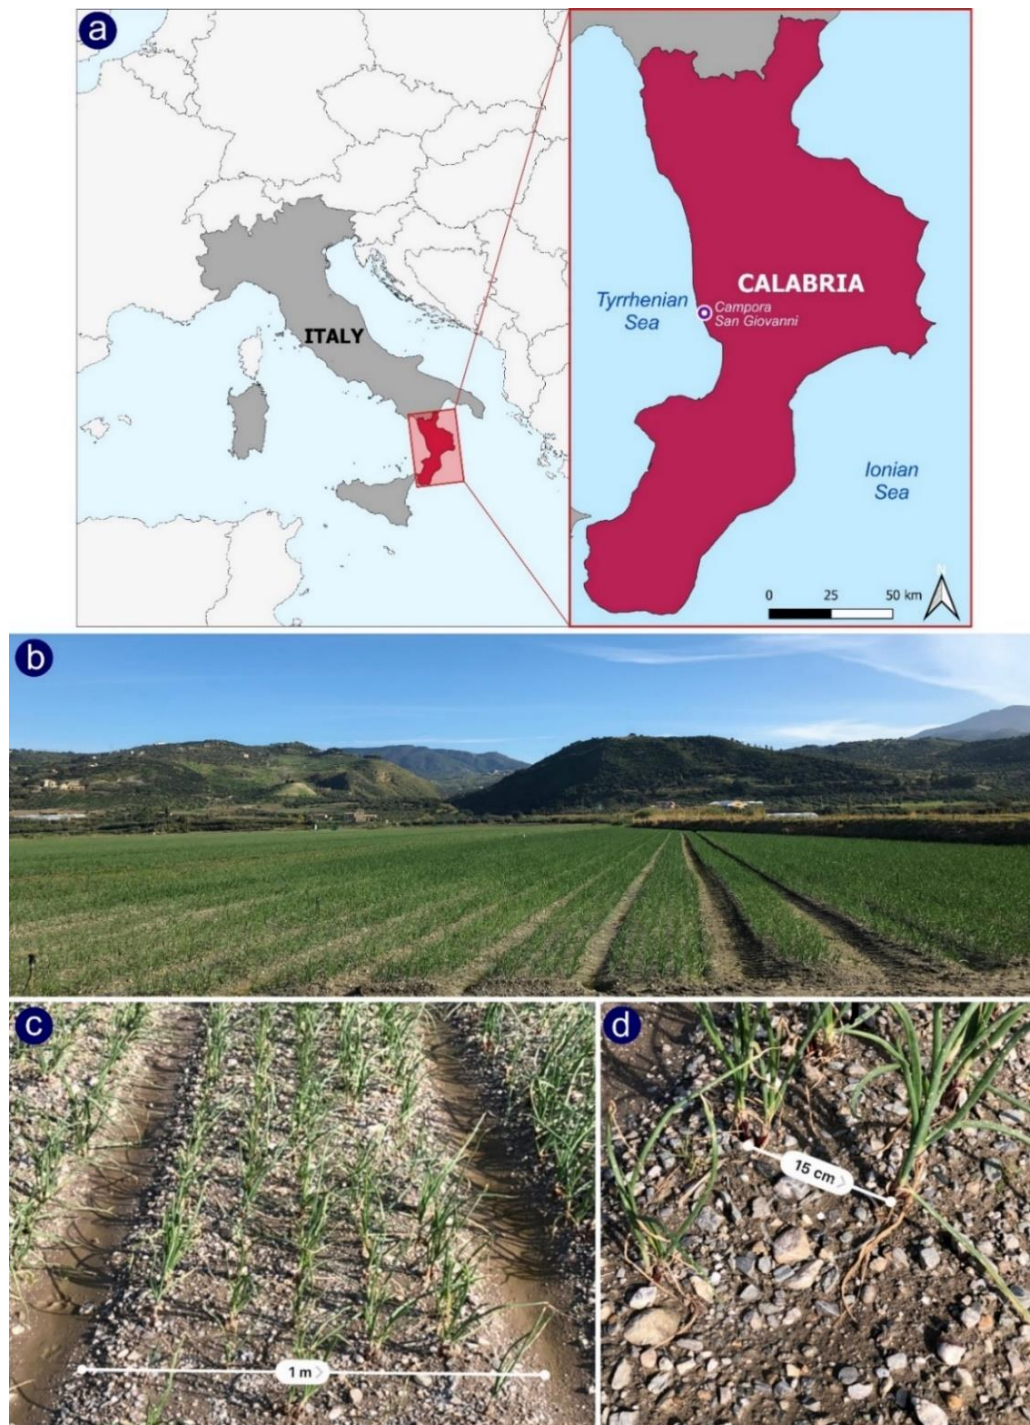 a
ITALY
CALABRIA
Tyrrhenian
Sea
Campora
San Giovanni
Ionian
Sea
N
0 25 50 km
b
c
1 m
d
15 cm